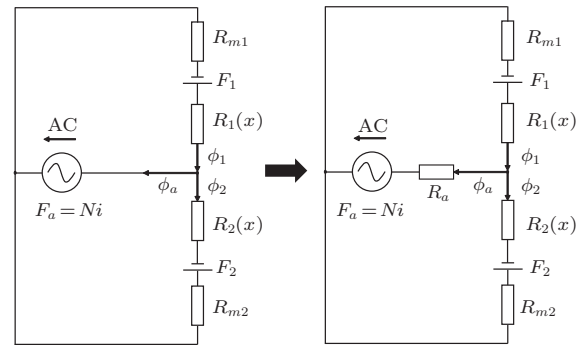 R_{m1}
F_1
R_1(x)
AC
ϕ_1
ϕ_a
ϕ_2
F_a = Ni
R_2(x)
F_2
R_{m2}
R_{m1}
F_1
R_1(x)
AC
ϕ_1
ϕ_a
ϕ_2
R_a
F_a = Ni
R_2(x)
F_2
R_{m2}